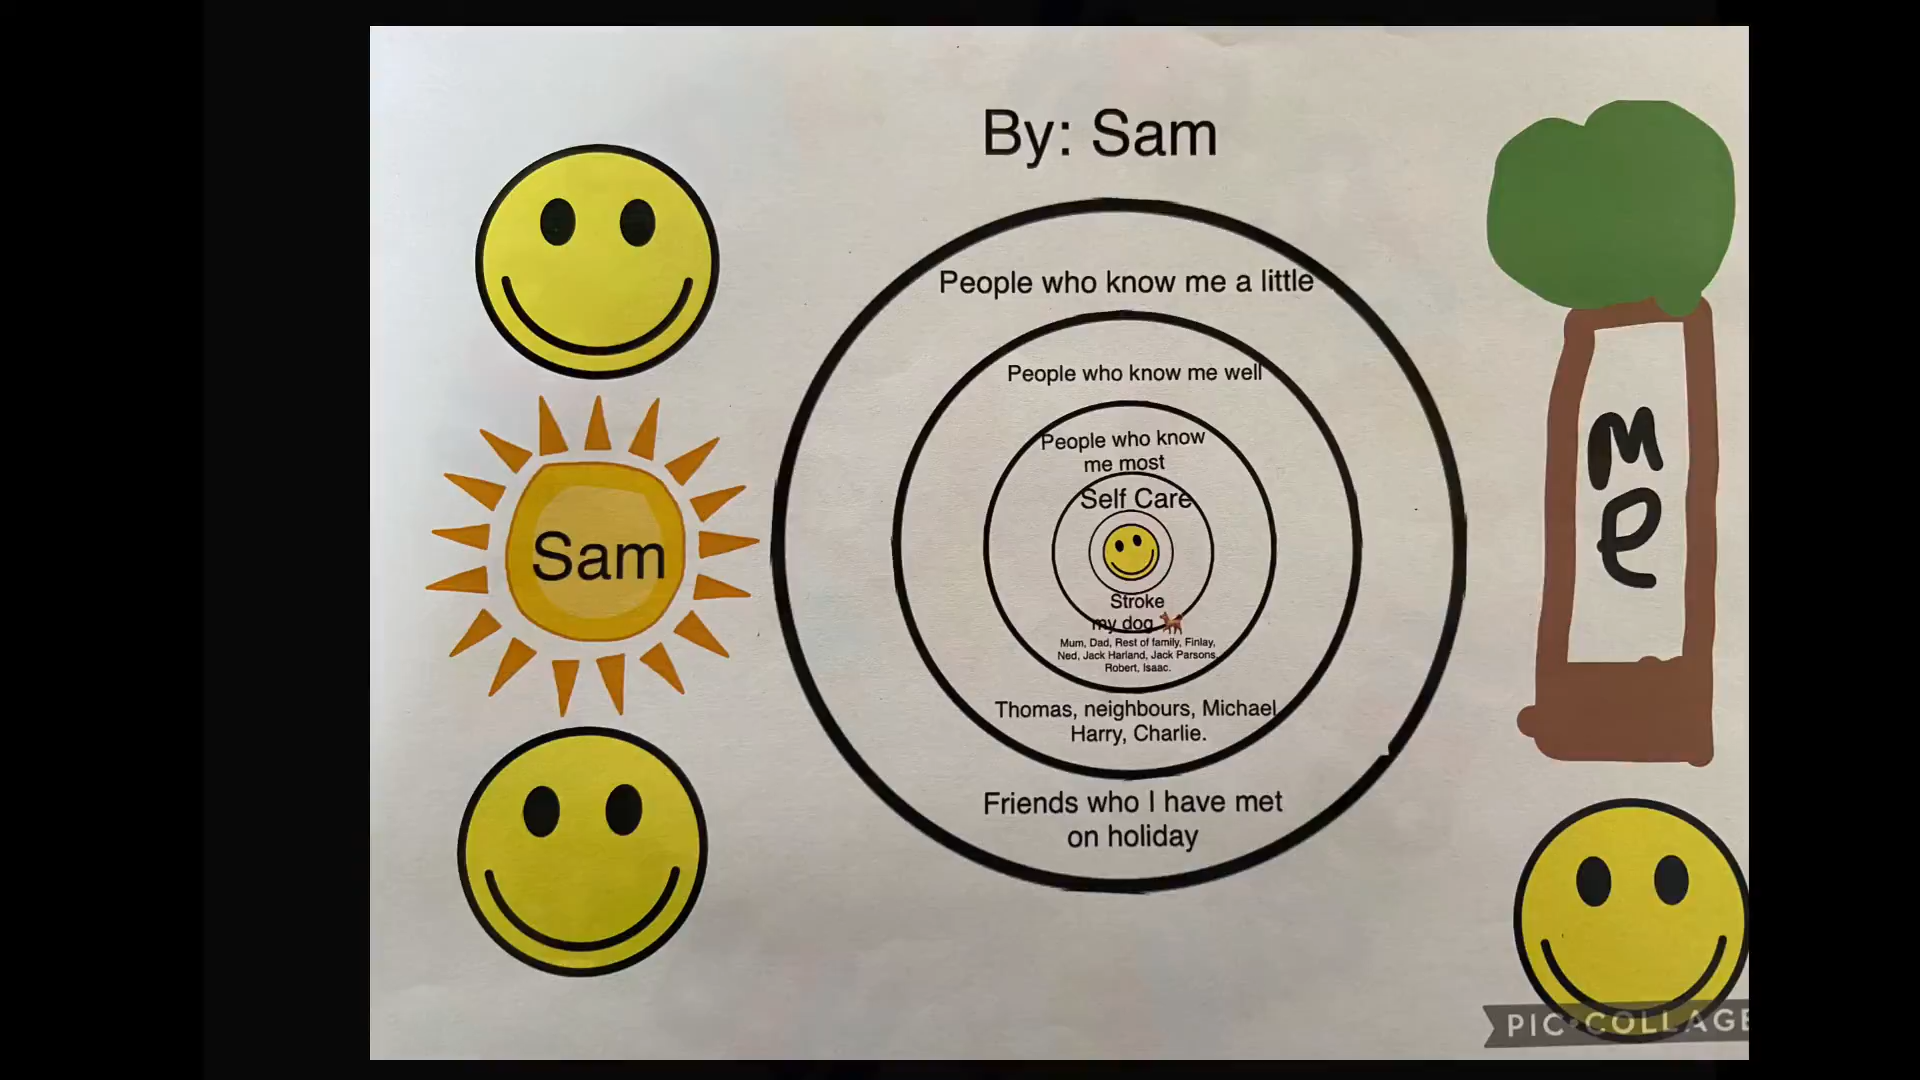 By: Sam
People who know me a little
People who know me well
People who know
me most
Self Care
Stroke
my dog
Mum, Dad, Rest of family, Finlay,
Ned, Jack Harland, Jack Parsons,
Robert, Isaac.
Thomas, neighbours, Michael
Harry, Charlie.
Friends who I have met
on holiday
Sam
me
PIC•COLLAGE